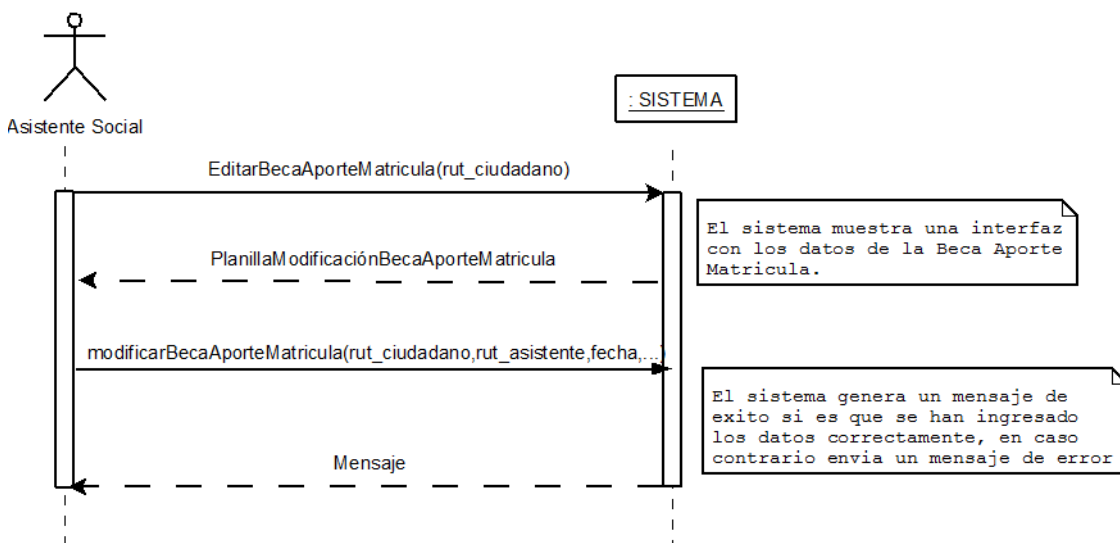 : SISTEMA
Asistente Social
EditarBecaAporteMatricula(rut_ciudadano)
El sistema muestra una interfaz
con los datos de la Beca Aporte
Matricula.
PlanillaModificaciónBecaAporteMatricula
modificarBecaAporteMatricula(rut_ciudadano,rut_asistente,fecha,...)
El sistema genera un mensaje de
exito si es que se han ingresado
los datos correctamente, en caso
contrario envia un mensaje de error
Mensaje